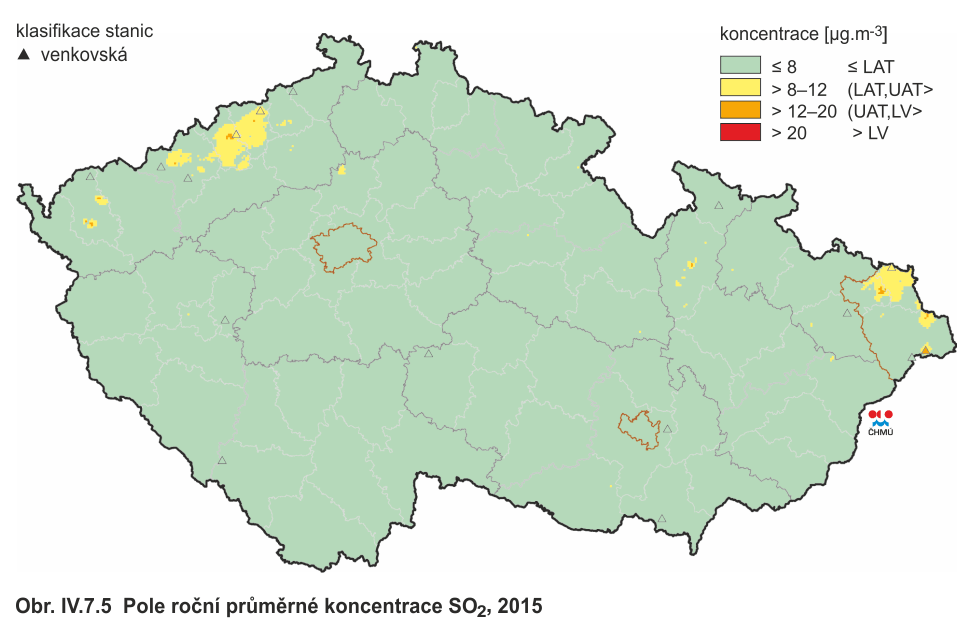 klasifikace stanic
▲ venkovská
koncentrace [µg.m-3]
≤ 8 ≤ LAT
> 8–12 (LAT,UAT>
> 12–20 (UAT,LV>
> 20 > LV
ČHMÚ
Obr. IV.7.5 Pole roční průměrné koncentrace SO2, 2015